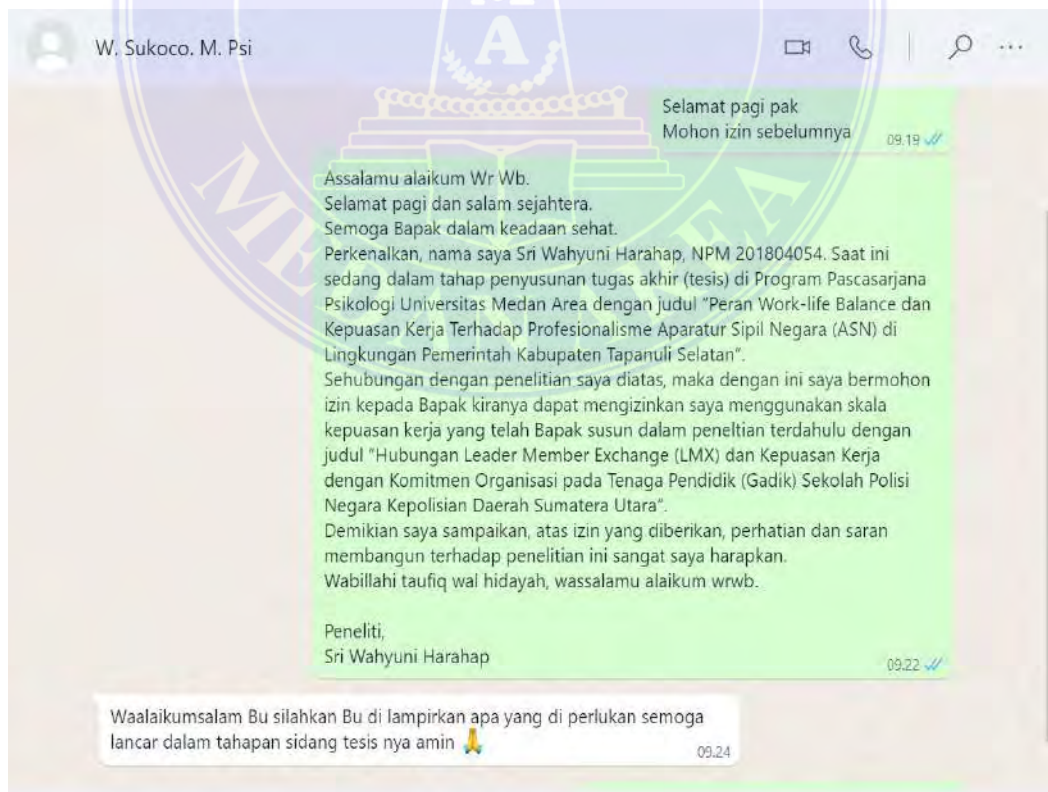 W. Sukoco. M. Psi
Selamat pagi pak
Mohon izin sebelumnya
09.19
Assalamu alaikum Wr Wb.
Selamat pagi dan salam sejahtera.
Semoga Bapak dalam keadaan sehat.
Perkenalkan, nama saya Sri Wahyuni Harahap, NPM 201804054. Saat ini
sedang dalam tahap penyusunan tugas akhir (tesis) di Program Pascasarjana
Psikologi Universitas Medan Area dengan judul "Peran Work-life Balance dan
Kepuasan Kerja Terhadap Profesionalisme Aparatur Sipil Negara (ASN) di
Lingkungan Pemerintah Kabupaten Tapanuli Selatan".
Sehubungan dengan penelitian saya diatas, maka dengan ini saya bermohon
izin kepada Bapak kiranya dapat mengizinkan saya menggunakan skala
kepuasan kerja yang telah Bapak susun dalam peneltian terdahulu dengan
judul "Hubungan Leader Member Exchange (LMX) dan Kepuasan Kerja
dengan Komitmen Organisasi pada Tenaga Pendidik (Gadik) Sekolah Polisi
Negara Kepolisian Daerah Sumatera Utara".
Demikian saya sampaikan, atas izin yang diberikan, perhatian dan saran
membangun terhadap penelitian ini sangat saya harapkan.
Wabillahi taufiq wal hidayah, wassalamu alaikum wrwb.
Peneliti,
Sri Wahyuni Harahap
09.22
Waalaikumsalam Bu silahkan Bu di lampirkan apa yang di perlukan semoga
lancar dalam tahapan sidang tesis nya amin 🙏
09.24